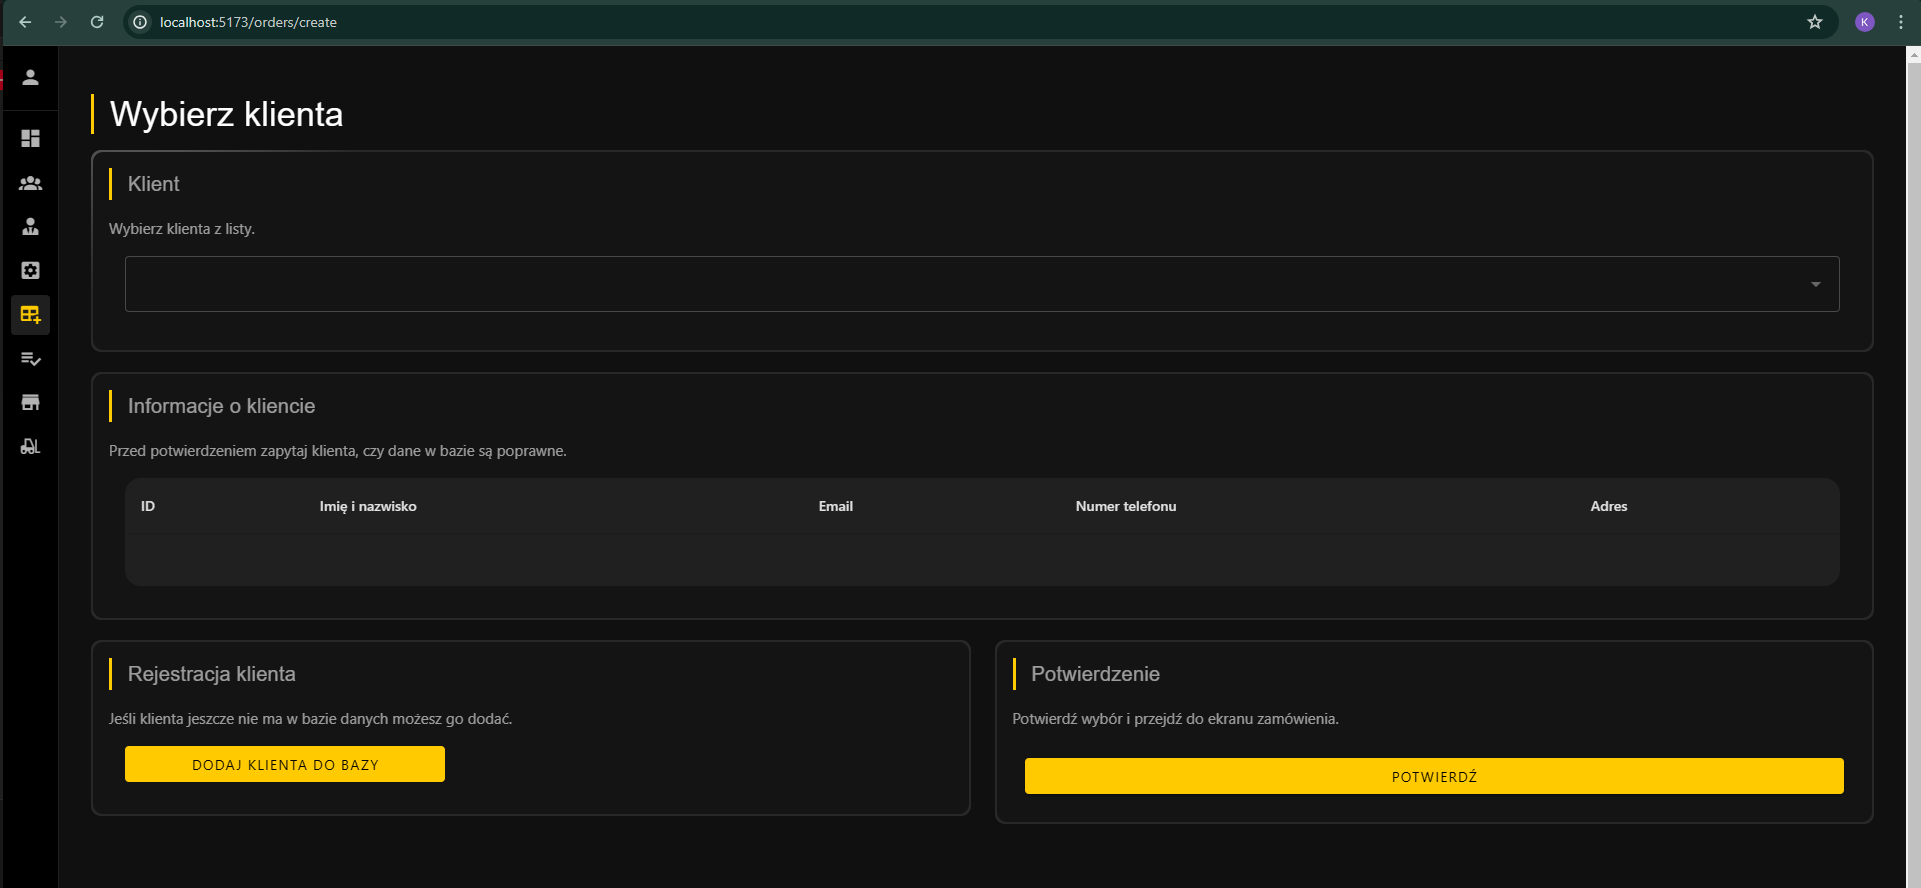 localhost:5173/orders/create
K
Wybierz klienta
Klient
Wybierz klienta z listy.
Informacje o kliencie
Przed potwierdzeniem zapytaj klienta, czy dane w bazie są poprawne.
ID Imię i nazwisko Email Numer telefonu Adres
Rejestracja klienta
Jeśli klienta jeszcze nie ma w bazie danych możesz go dodać.
DODAJ KLIENTA DO BAZY
Potwierdzenie
Potwierdź wybór i przejdź do ekranu zamówienia.
POTWIERDŹ